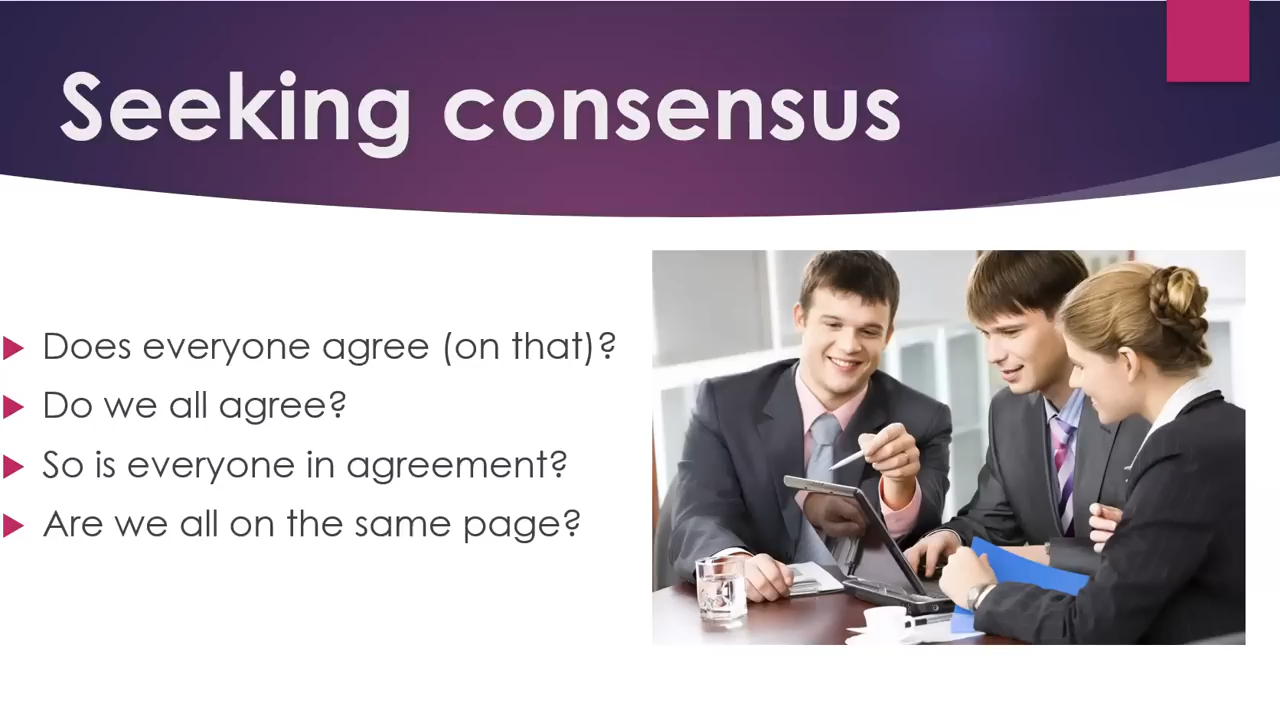 Seeking consensus
Does everyone agree (on that)?
Do we all agree?
So is everyone in agreement?
Are we all on the same page?